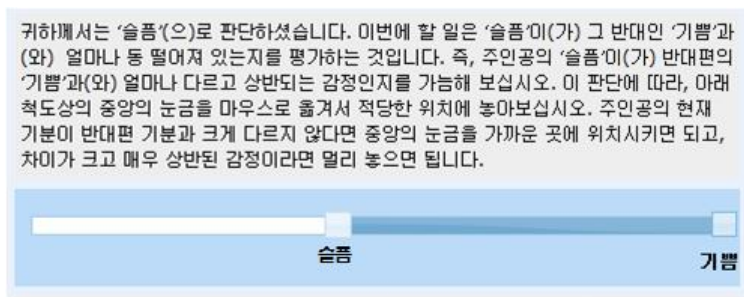 귀하께서는 '슬픔'(으)로 판단하셨습니다. 이번에 할 일은 '슬픔'이(가) 그 반대인 '기쁨'과
(와) 얼마나 동 떨어져 있는지를 평가하는 것입니다. 즉, 주인공의 '슬픔'이(가) 반대편의
'기쁨'과(와) 얼마나 다르고 상반되는 감정인지를 가늠해 보십시오. 이 판단에 따라, 아래
척도상의 중앙의 눈금을 마우스로 옮겨서 적당한 위치에 놓아보십시오. 주인공의 현재
기분이 반대편 기분과 크게 다르지 않다면 중앙의 눈금을 가까운 곳에 위치시키면 되고,
차이가 크고 매우 상반된 감정이라면 멀리 놓으면 됩니다.
슬픔
기쁨